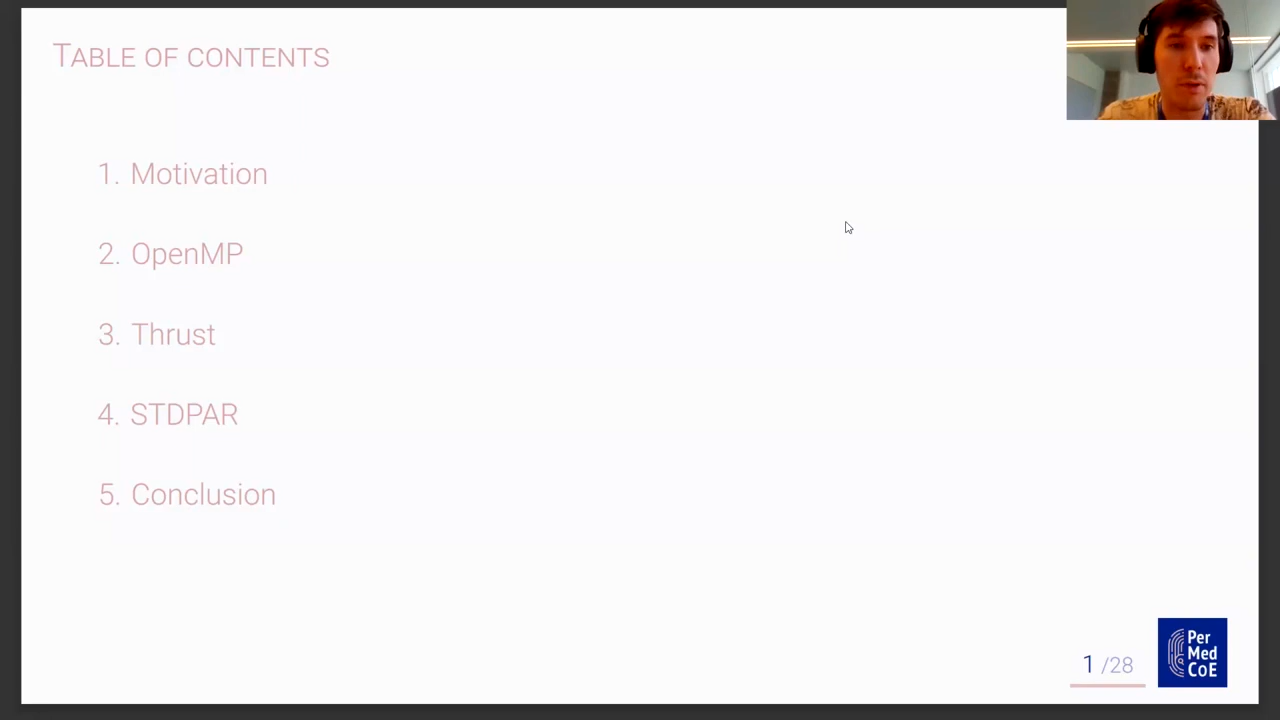 TABLE OF CONTENTS
1. Motivation
2. OpenMP
3. Thrust
4. STDPAR
5. Conclusion
1 /28
Per
Med
CoE